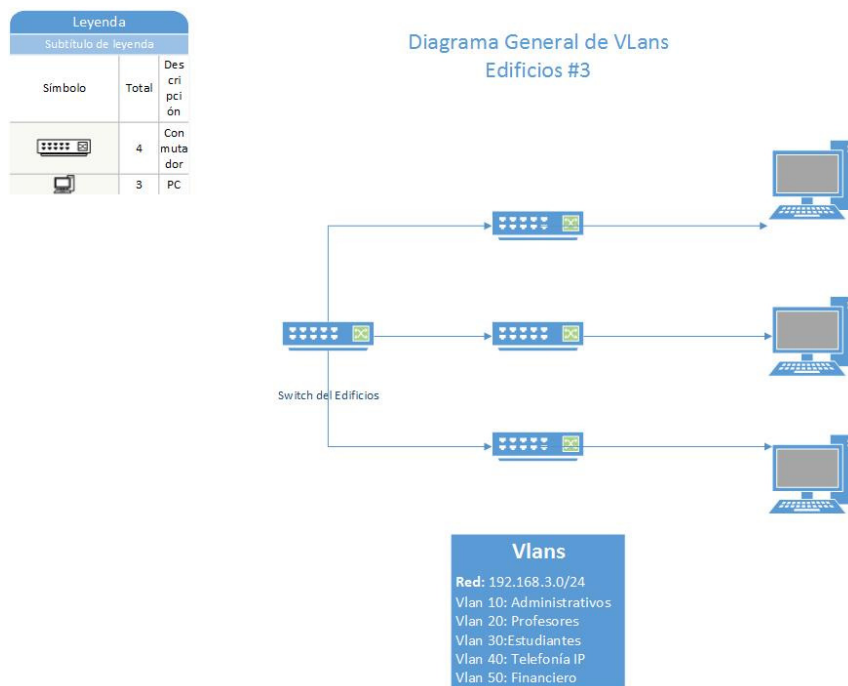 Leyenda
Subtítulo de leyenda
Símbolo Total Des
cri
pci
ón
4 Con
muta
dor
3 PC
Diagrama General de VLans
Edificios #3
Switch del Edificios
Vlans
Red: 192.168.3.0/24
Vlan 10: Administrativos
Vlan 20: Profesores
Vlan 30:Estudiantes
Vlan 40: Telefonía IP
Vlan 50: Financiero